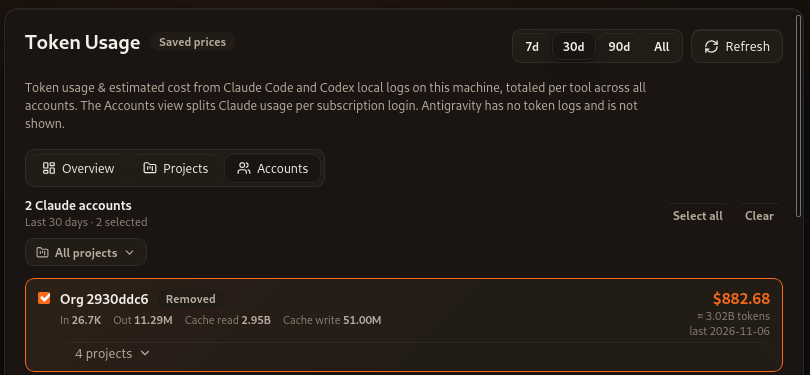 Token Usage Saved prices 7d 30d 90d All Refresh
Token usage & estimated cost from Claude Code and Codex local logs on this machine, totaled per tool across all
accounts. The Accounts view splits Claude usage per subscription login. Antigravity has no token logs and is not
shown.
Overview Projects Accounts
2 Claude accounts
Last 30 days · 2 selected
Select all Clear
All projects
Org 2930ddc6 Removed $882.68
In 26.7K Out 11.29M Cache read 2.95B Cache write 51.00M ≈ 3.02B tokens
last 2026-11-06
4 projects